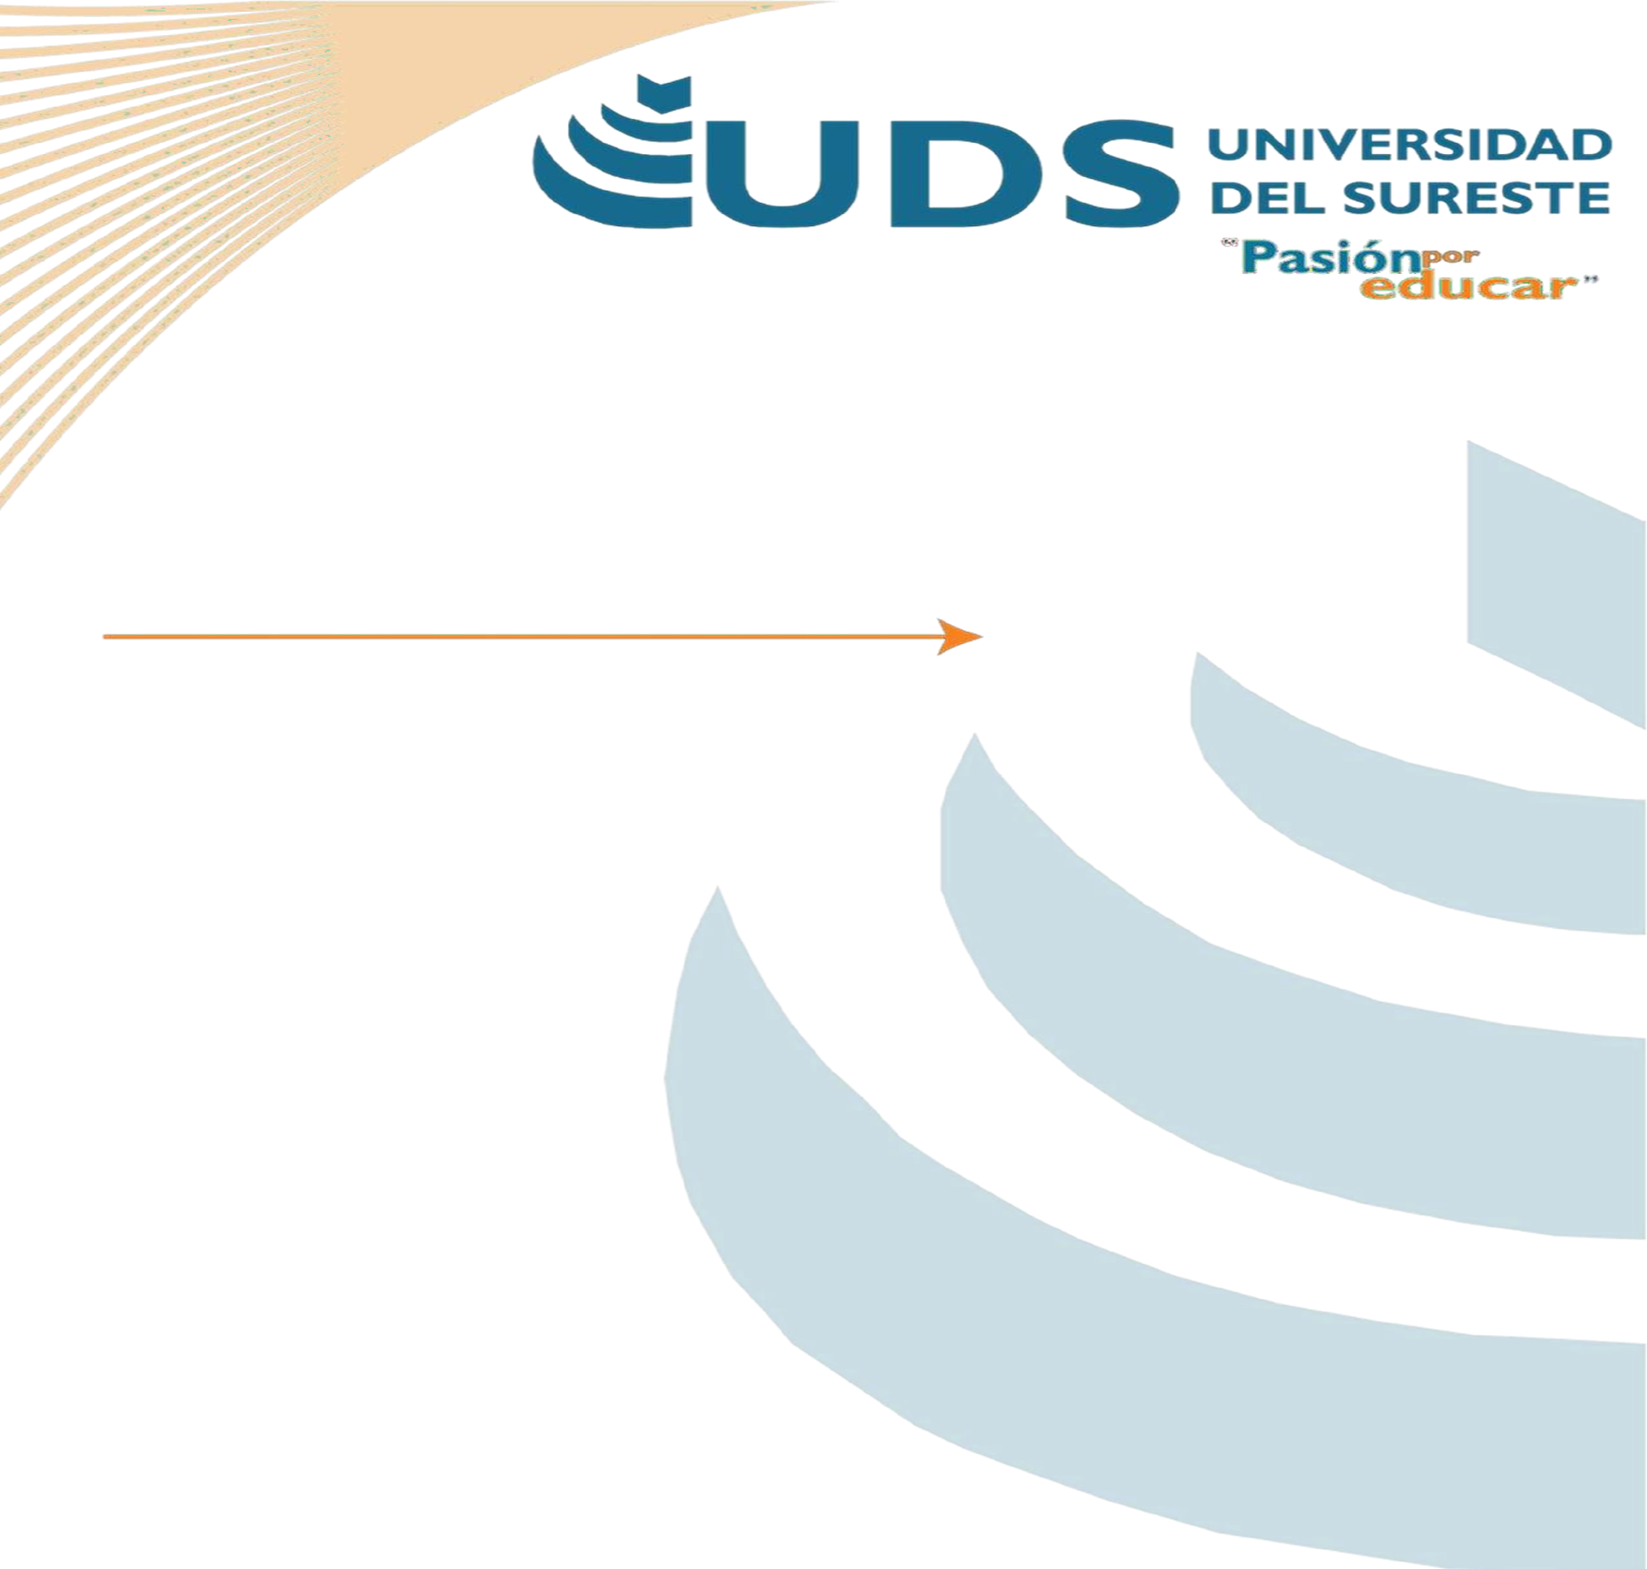 UDS UNIVERSIDAD
DEL SURESTE
"Pasión por
educar"